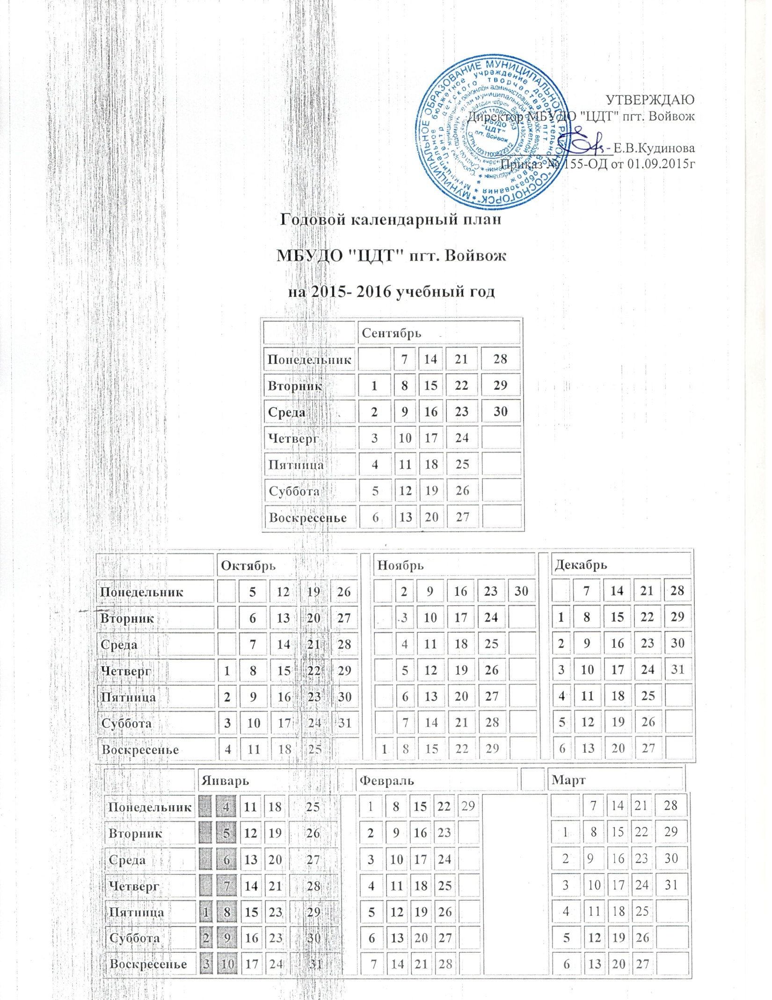 МУНИЦИПАЛЬНОЕ ОБРАЗОВАНИЕ МУНИЦИПАЛЬНОГО РАЙОНА "СОСНОГОРСК"
МБУДО
"ЦДТ"
пгт. Войвож
ОГРН 1031100822312
УТВЕРЖДАЮ
Директор МБУДО "ЦДТ" пгт. Войвож
Е.В.Кудинова
Приказ № 155-ОД от 01.09.2015г
Годовой календарный план
МБУДО "ЦДТ" пгт. Войвож
на 2015- 2016 учебный год
Сентябрь
Понедельник 7 14 21 28
Вторник 1 8 15 22 29
Среда 2 9 16 23 30
Четверг 3 10 17 24
Пятница 4 11 18 25
Суббота 5 12 19 26
Воскресенье 6 13 20 27
Октябрь Ноябрь Декабрь
Понедельник 5 12 19 26 2 9 16 23 30 7 14 21 28
Вторник 6 13 20 27 3 10 17 24 1 8 15 22 29
Среда 7 14 21 28 4 11 18 25 2 9 16 23 30
Четверг 1 8 15 22 29 5 12 19 26 3 10 17 24 31
Пятница 2 9 16 23 30 6 13 20 27 4 11 18 25
Суббота 3 10 17 24 31 7 14 21 28 5 12 19 26
Воскресенье 4 11 18 25 1 8 15 22 29 6 13 20 27
Январь Февраль Март
Понедельник 4 11 18 25 1 8 15 22 29 7 14 21 28
Вторник 5 12 19 26 2 9 16 23 1 8 15 22 29
Среда 6 13 20 27 3 10 17 24 2 9 16 23 30
Четверг 7 14 21 28 4 11 18 25 3 10 17 24 31
Пятница 1 8 15 23 29 5 12 19 26 4 11 18 25
Суббота 2 9 16 23 30 6 13 20 27 5 12 19 26
Воскресенье 3 10 17 24 31 7 14 21 28 6 13 20 27